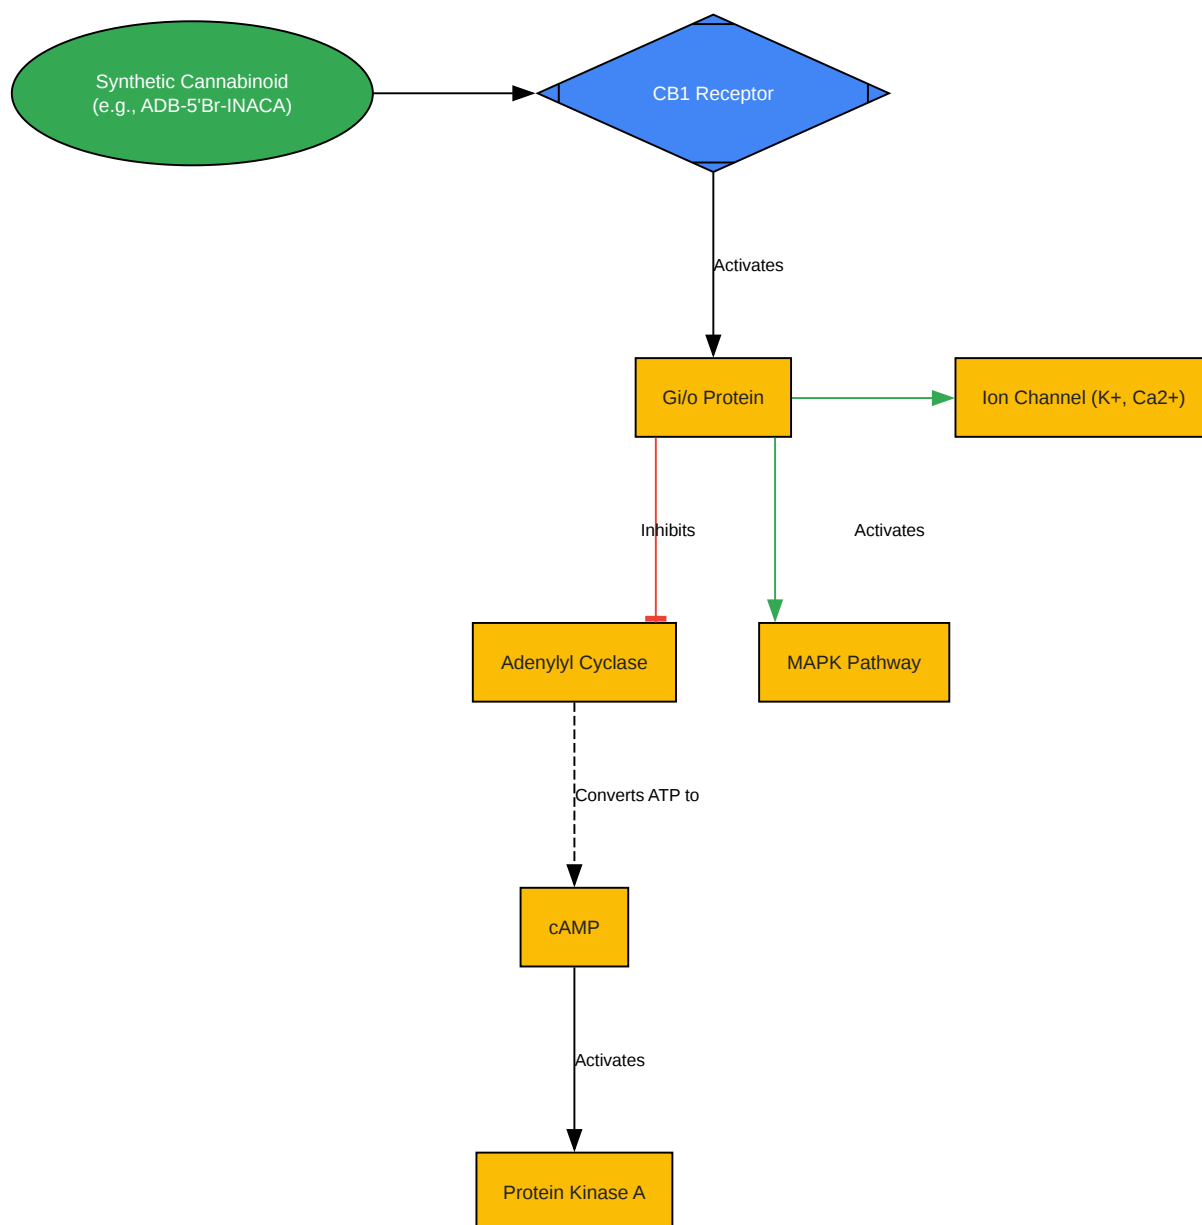 Synthetic Cannabinoid
(e.g., ADB-5'Br-INACA)
CB1 Receptor
Activates
Gi/o Protein
Ion Channel (K+, Ca2+)
Inhibits
Activates
Adenylyl Cyclase
MAPK Pathway
Converts ATP to
cAMP
Activates
Protein Kinase A